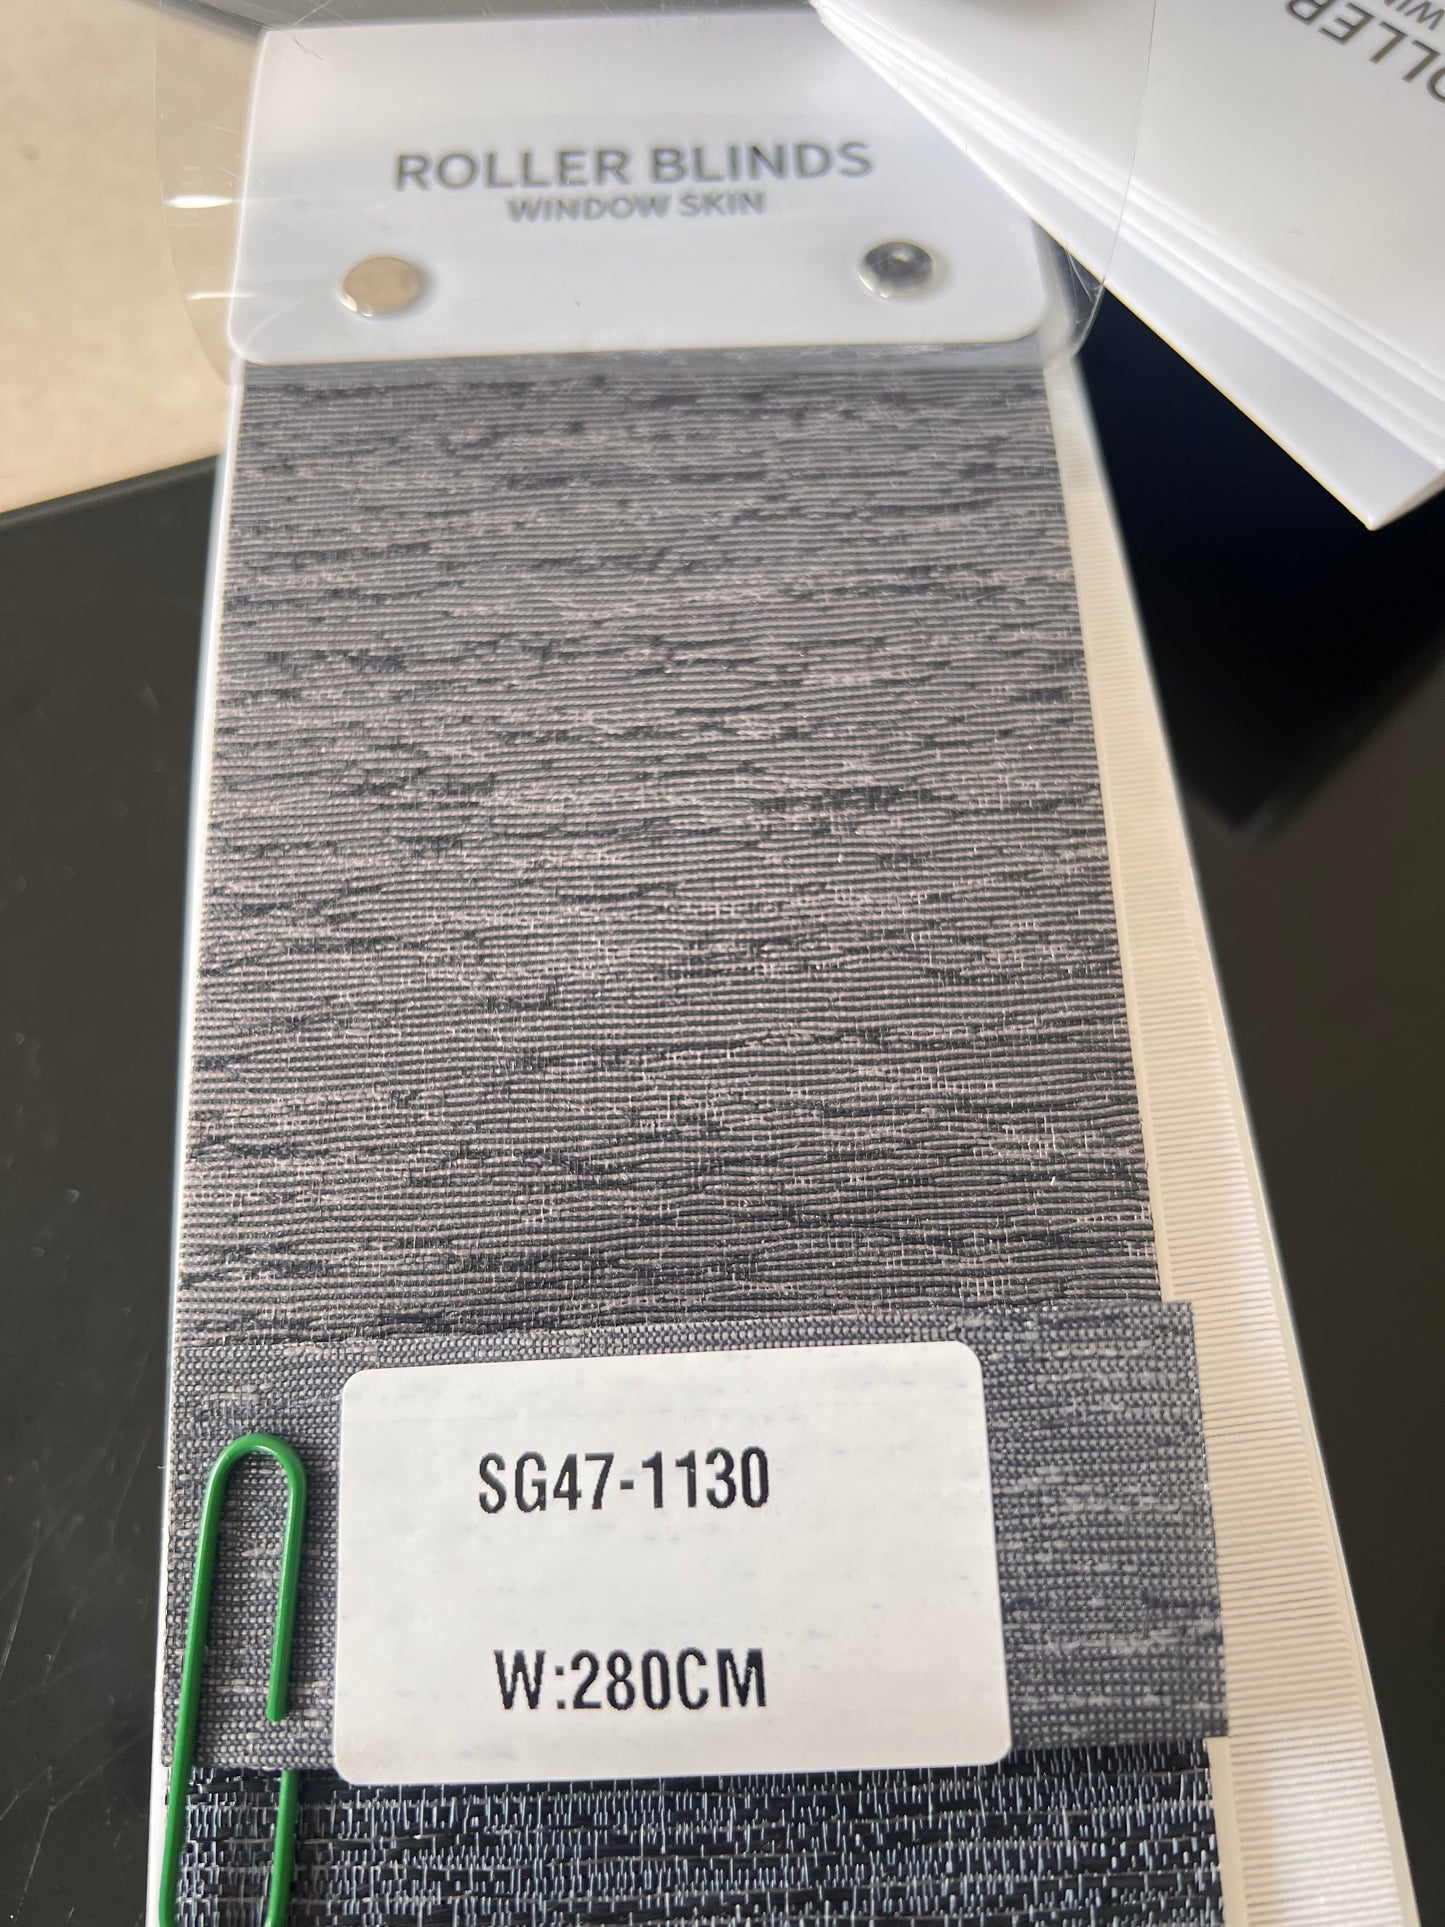 ROLLER BLINDS
WINDOW SKIN
SG47-1130
W:280CM